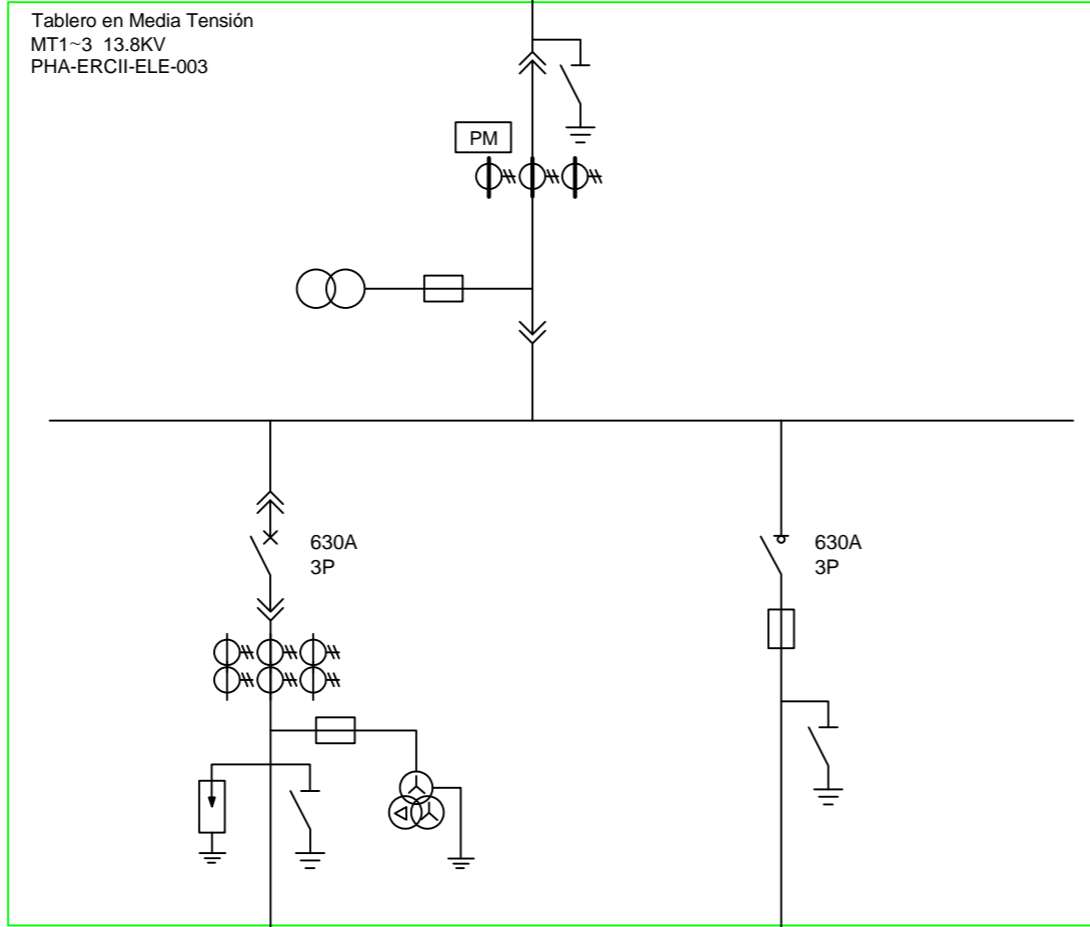 Tablero en Media Tensión
MT1~3 13.8KV
PHA-ERCII-ELE-003
PM
630A
3P
630A
3P